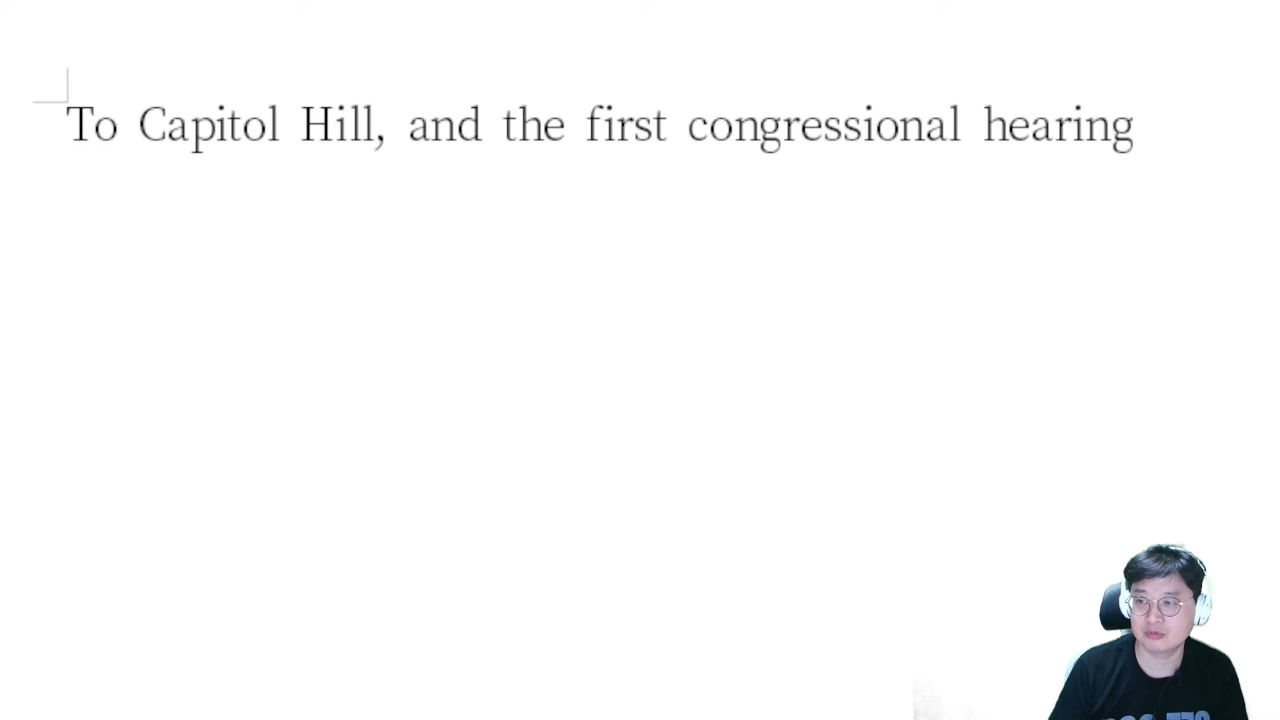 To Capitol Hill, and the first congressional hearing